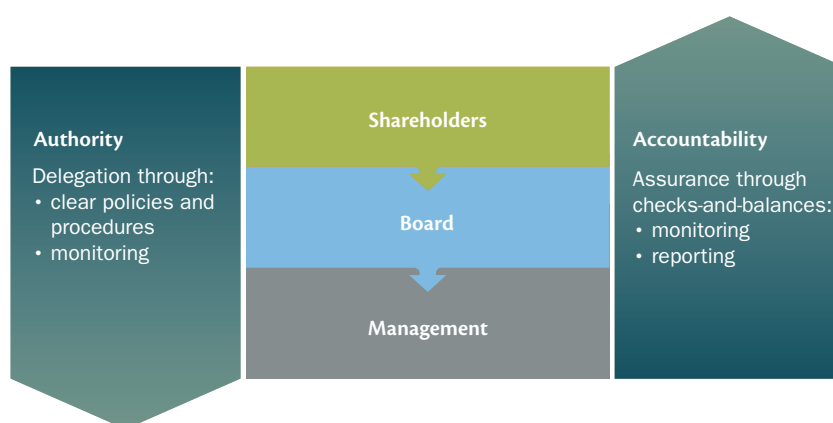 Authority
Delegation through:
• clear policies and
procedures
• monitoring
Shareholders
Board
Management
Accountability
Assurance through
checks-and-balances:
• monitoring
• reporting